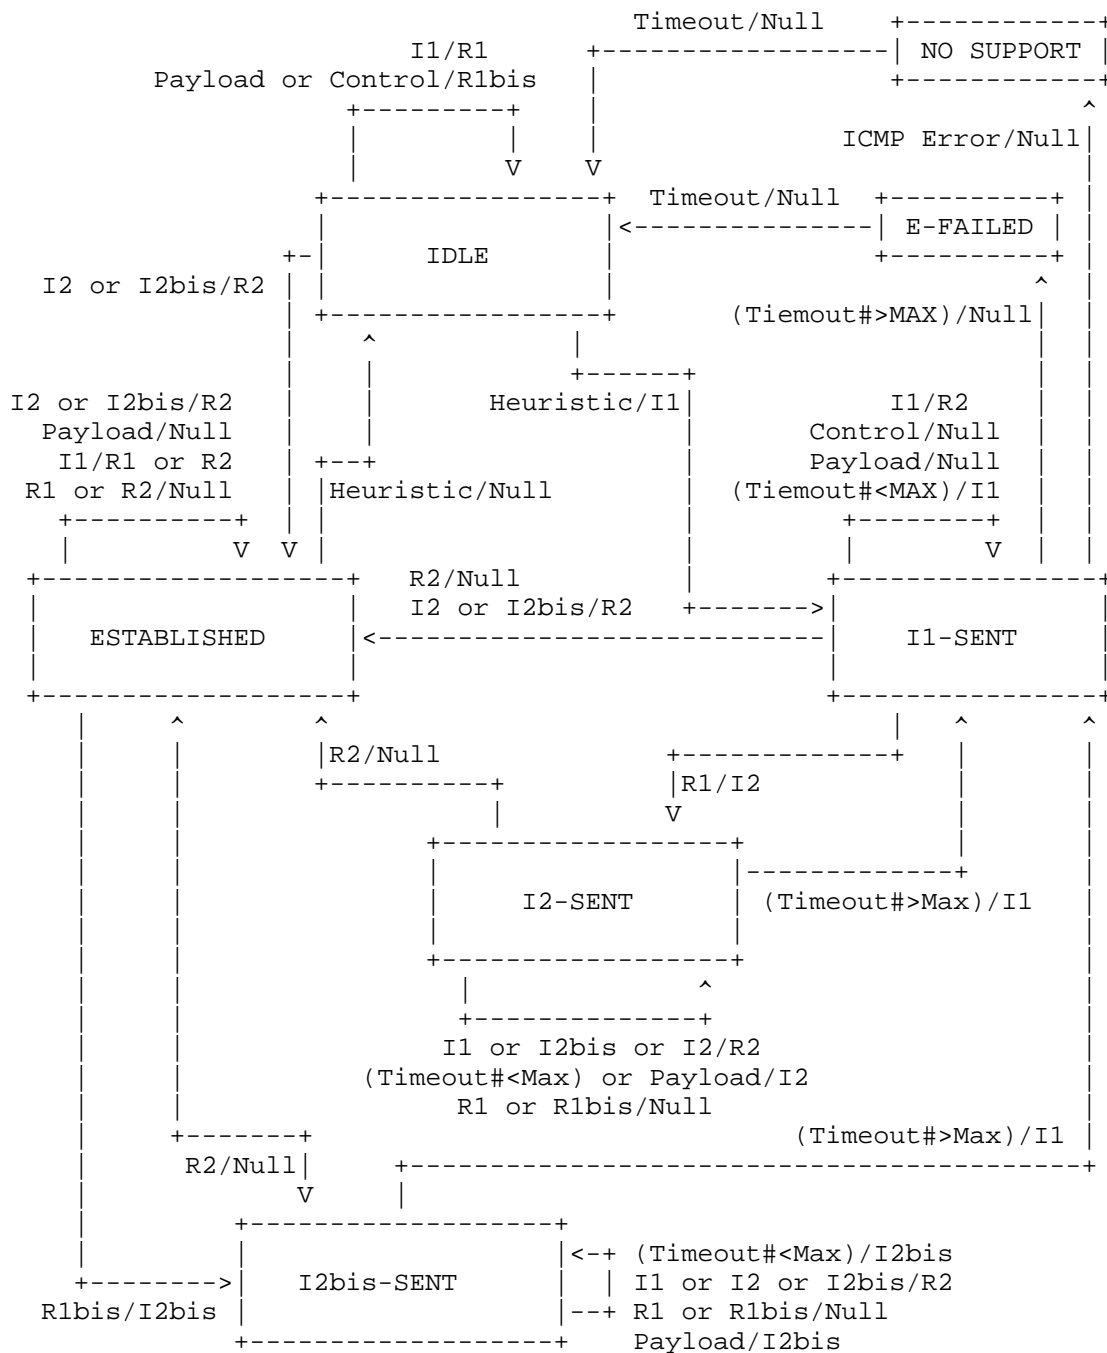 Timeout/Null
I1/R1
NO SUPPORT
Payload or Control/R1bis
ICMP Error/Null
Timeout/Null
E-FAILED
IDLE
I2 or I2bis/R2
(Tiemout#>MAX)/Null
I2 or I2bis/R2
Heuristic/I1
I1/R2
Payload/Null
Control/Null
I1/R1 or R2
Payload/Null
R1 or R2/Null
Heuristic/Null
(Tiemout#<MAX)/I1
R2/Null
I2 or I2bis/R2
ESTABLISHED
I1-SENT
R2/Null
R1/I2
I2-SENT
(Timeout#>Max)/I1
I1 or I2bis or I2/R2
(Timeout#<Max) or Payload/I2
R1 or R1bis/Null
(Timeout#>Max)/I1
R2/Null
(Timeout#<Max)/I2bis
I2bis-SENT
I1 or I2 or I2bis/R2
R1bis/I2bis
R1 or R1bis/Null
Payload/I2bis